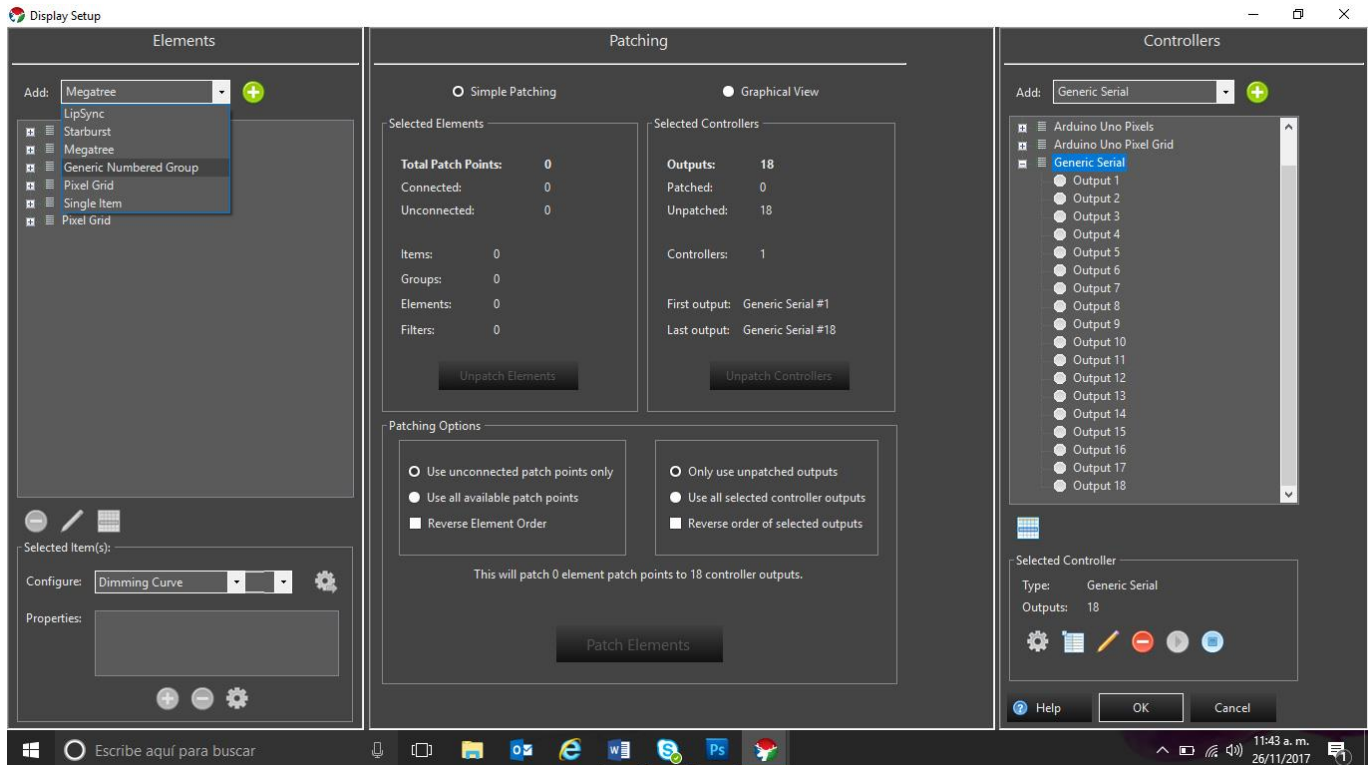 Display Setup
Elements
Add: Megatree
LipSync
Starburst
Megatree
Generic Numbered Group
Pixel Grid
Single Item
Pixel Grid
Selected Item(s):
Configure: Dimming Curve
Properties:
Patching
Simple Patching
Graphical View
Selected Elements
Total Patch Points: 0
Connected: 0
Unconnected: 0
Items: 0
Groups: 0
Elements: 0
Filters: 0
Unpatch Elements
Selected Controllers
Outputs: 18
Patched: 0
Unpatched: 18
Controllers: 1
First output: Generic Serial #1
Last output: Generic Serial #18
Unpatch Controllers
Patching Options
Use unconnected patch points only
Use all available patch points
Reverse Element Order
Only use unpatched outputs
Use all selected controller outputs
Reverse order of selected outputs
This will patch 0 element patch points to 18 controller outputs.
Patch Elements
Controllers
Add: Generic Serial
Arduino Uno Pixels
Arduino Uno Pixel Grid
Generic Serial
Output 1
Output 2
Output 3
Output 4
Output 5
Output 6
Output 7
Output 8
Output 9
Output 10
Output 11
Output 12
Output 13
Output 14
Output 15
Output 16
Output 17
Output 18
Selected Controller
Type: Generic Serial
Outputs: 18
Help
OK
Cancel
Escribe aquí para buscar
Ps
11:43 a. m.
26/11/2017
1